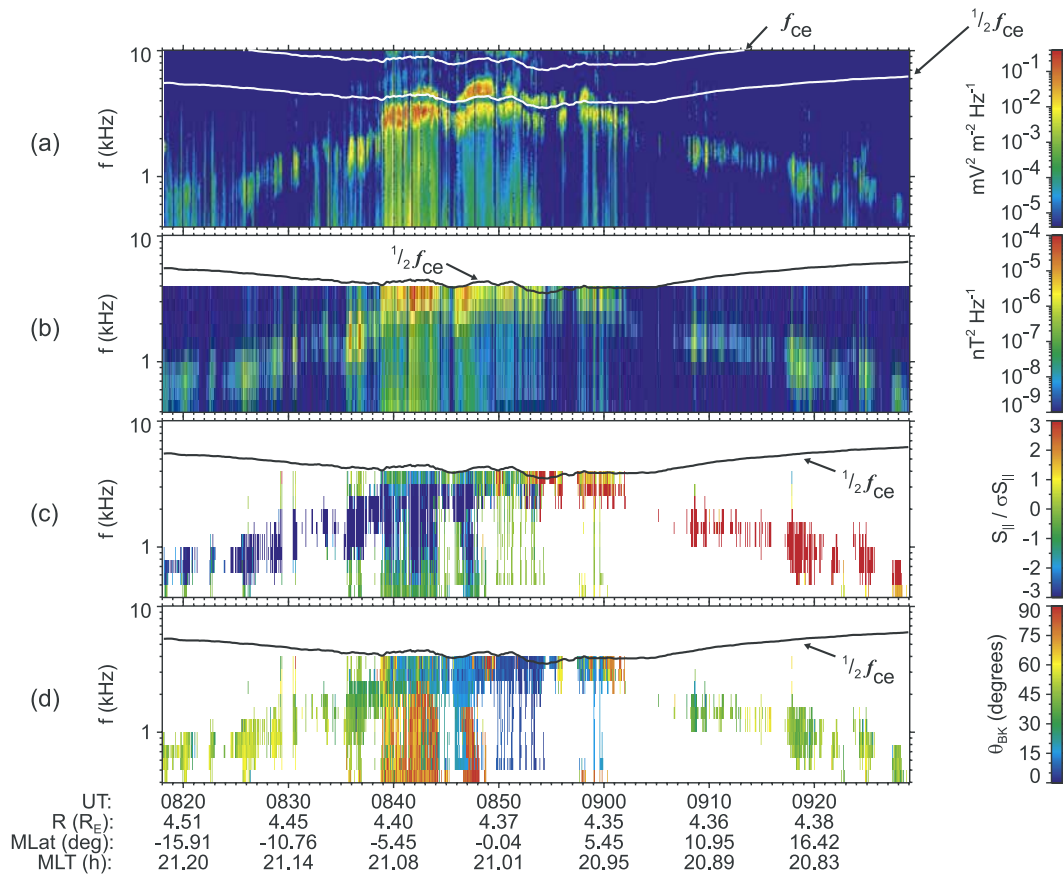 f_ce
1/2 f_ce
(a)
f (kHz)
10
1
10^-1
10^-2
10^-3
10^-4
10^-5
mV^2 m^-2 Hz^-1
(b)
f (kHz)
10
1
1/2 f_ce
10^-4
10^-5
10^-6
10^-7
10^-8
10^-9
nT^2 Hz^-1
(c)
f (kHz)
10
1
1/2 f_ce
3
2
1
0
-1
-2
-3
S_|| / σS_||
(d)
f (kHz)
10
1
1/2 f_ce
90
75
60
45
30
15
0
θ_BK (degrees)
UT: 0820 0830 0840 0850 0900 0910 0920
R (R_E): 4.51 4.45 4.40 4.37 4.35 4.36 4.38
MLat (deg): -15.91 -10.76 -5.45 -0.04 5.45 10.95 16.42
MLT (h): 21.20 21.14 21.08 21.01 20.95 20.89 20.83